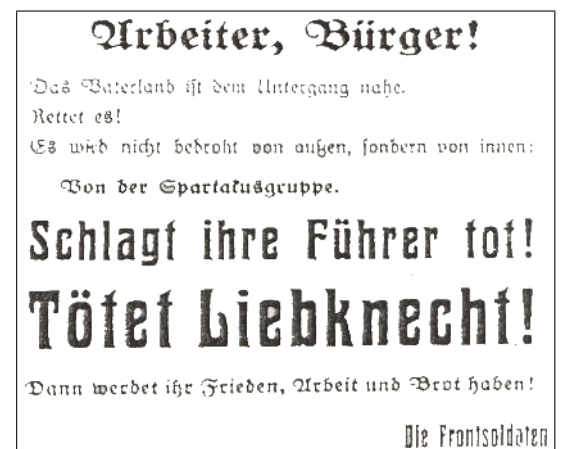 Arbeiter, Bürger!
Das Vaterland ist dem Untergang nahe.
Rettet es!
Es wird nicht bedroht von außen, sondern von innen:
Von der Spartakusgruppe.
Schlagt ihre Führer tot!
Tötet Liebknecht!
Dann werdet ihr Frieden, Arbeit und Brot haben!
Die Frontsoldaten